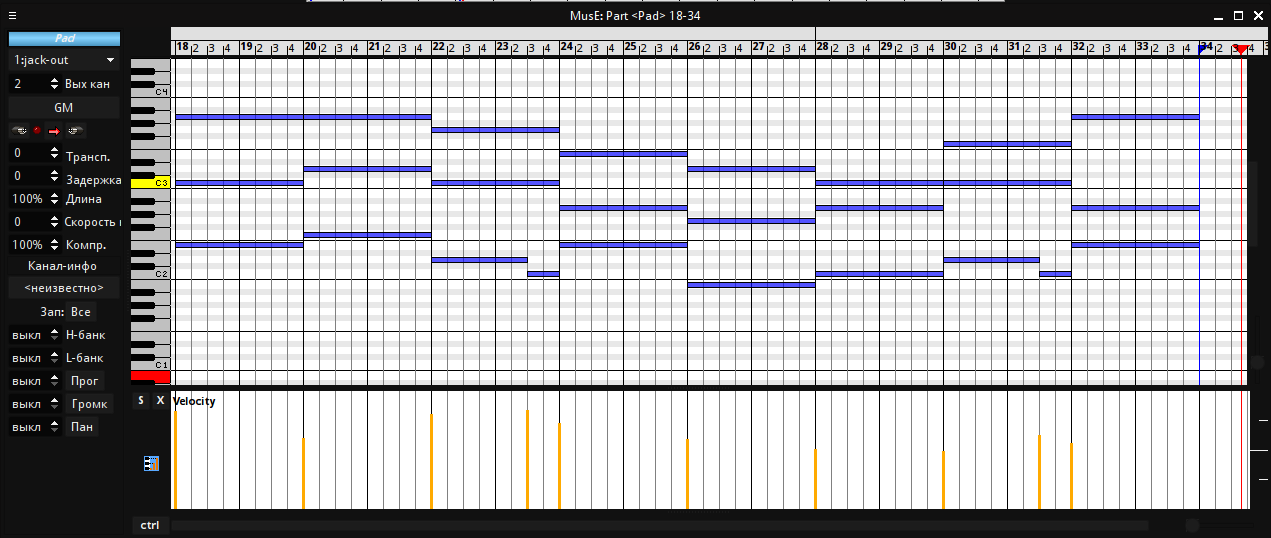 MusE: Part <Pad> 18-34
Pad
18 2 3 4 19 2 3 4 20 2 3 4 21 2 3 4 22 2 3 4 23 2 3 4 24 2 3 4 25 2 3 4 26 2 3 4 27 2 3 4 28 2 3 4 29 2 3 4 30 2 3 4 31 2 3 4 32 2 3 4 33 2 3 4 34 2 3 4
1:jack-out
2 Вых кан
C4
GM
0 Трансп.
0 Задержка
C3
100% Длина
0 Скорость
100% Компр.
Канал-инфо
C2
<неизвестно>
Зап: Все
выкл H-банк
выкл L-банк
C1
выкл Прог
выкл Громк
S X Velocity
выкл Пан
ctrl